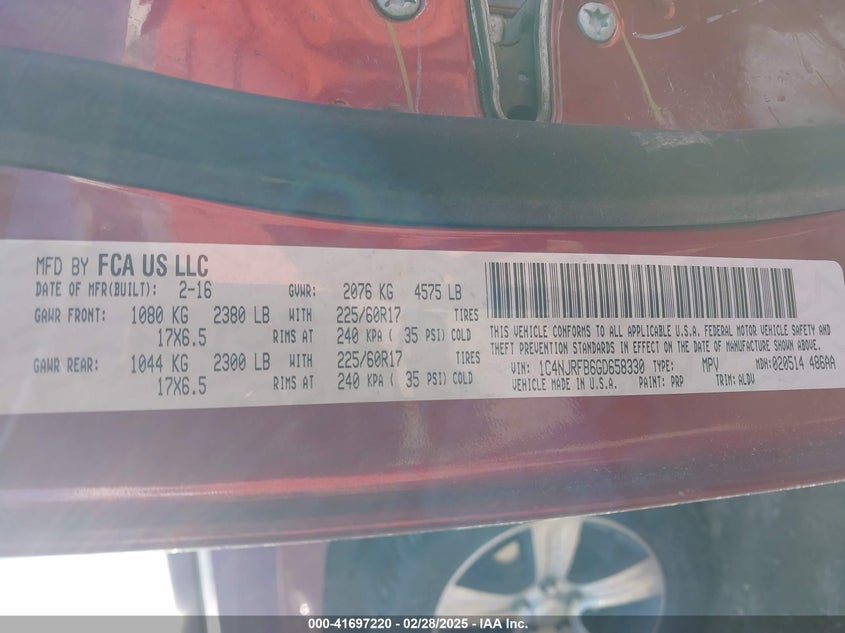 MFD BY FCA US LLC
DATE OF MFR(BUILT): 2-16 GVWR: 2076 KG 4575 LB
GAWR FRONT: 1080 KG 2380 LB WITH 225/60R17 TIRES
17X6.5 RIMS AT 240 KPA ( 35 PSI) COLD
GAWR REAR: 1044 KG 2300 LB WITH 225/60R17 TIRES
17X6.5 RIMS AT 240 KPA ( 35 PSI) COLD
THIS VEHICLE CONFORMS TO ALL APPLICABLE U.S.A. FEDERAL MOTOR VEHICLE SAFETY AND
THEFT PREVENTION STANDARDS IN EFFECT ON THE DATE OF MANUFACTURE SHOWN ABOVE.
VIN: 1C4NJRFB6GD658330 TYPE: MPV MDH:020514 486AA
VEHICLE MADE IN U.S.A. PAINT: PRP TRIM: ALDV
000-41697220 - 02/28/2025 - IAA Inc.